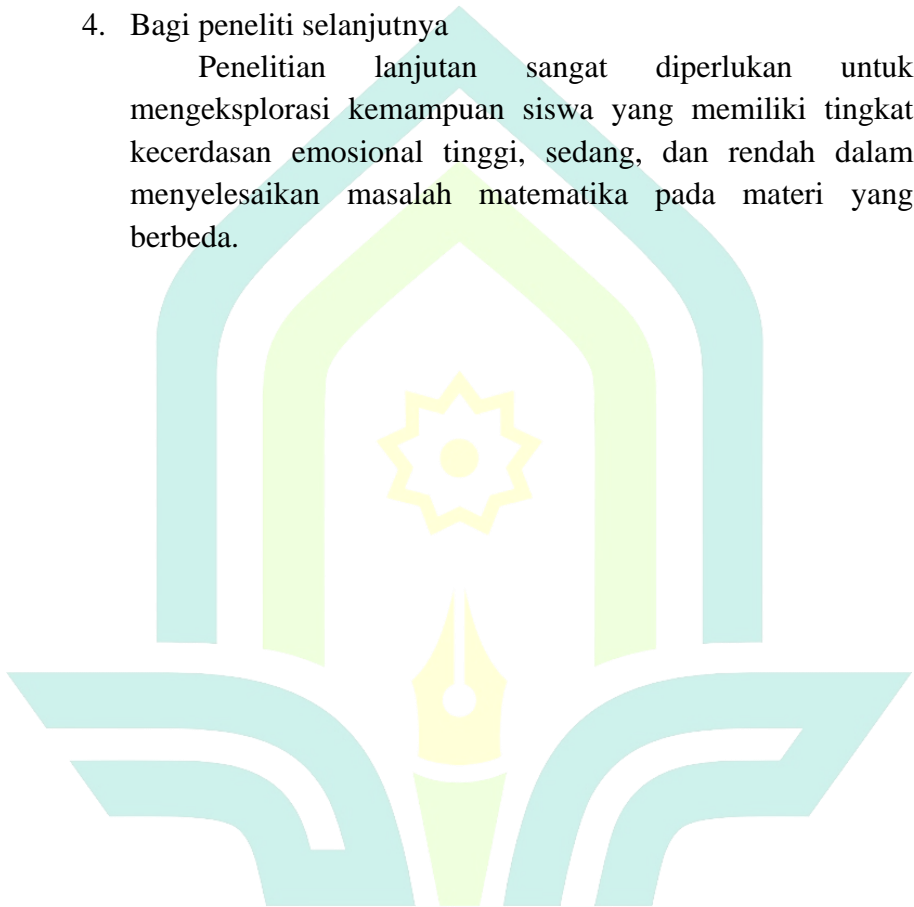 4. Bagi peneliti selanjutnya
Penelitian lanjutan sangat diperlukan untuk
mengeksplorasi kemampuan siswa yang memiliki tingkat
kecerdasan emosional tinggi, sedang, dan rendah dalam
menyelesaikan masalah matematika pada materi yang
berbeda.